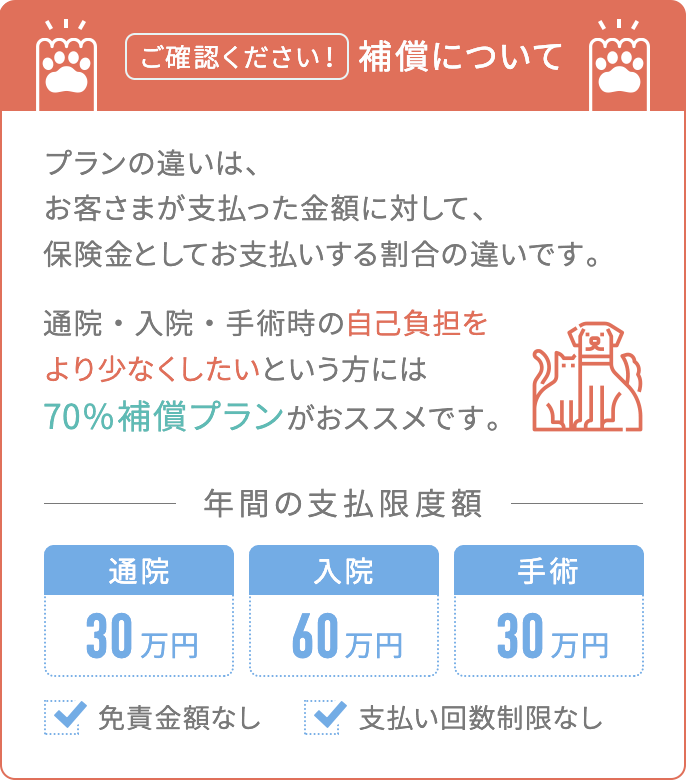 ご確認ください！ 補償について
プランの違いは、
お客さまが支払った金額に対して、
保険金としてお支払いする割合の違いです。
通院・入院・手術時の自己負担を
より少なくしたいという方には
70%補償プランがおススメです。
年間の支払限度額
通院 入院 手術
30万円 60万円 30万円
免責金額なし 支払い回数制限なし